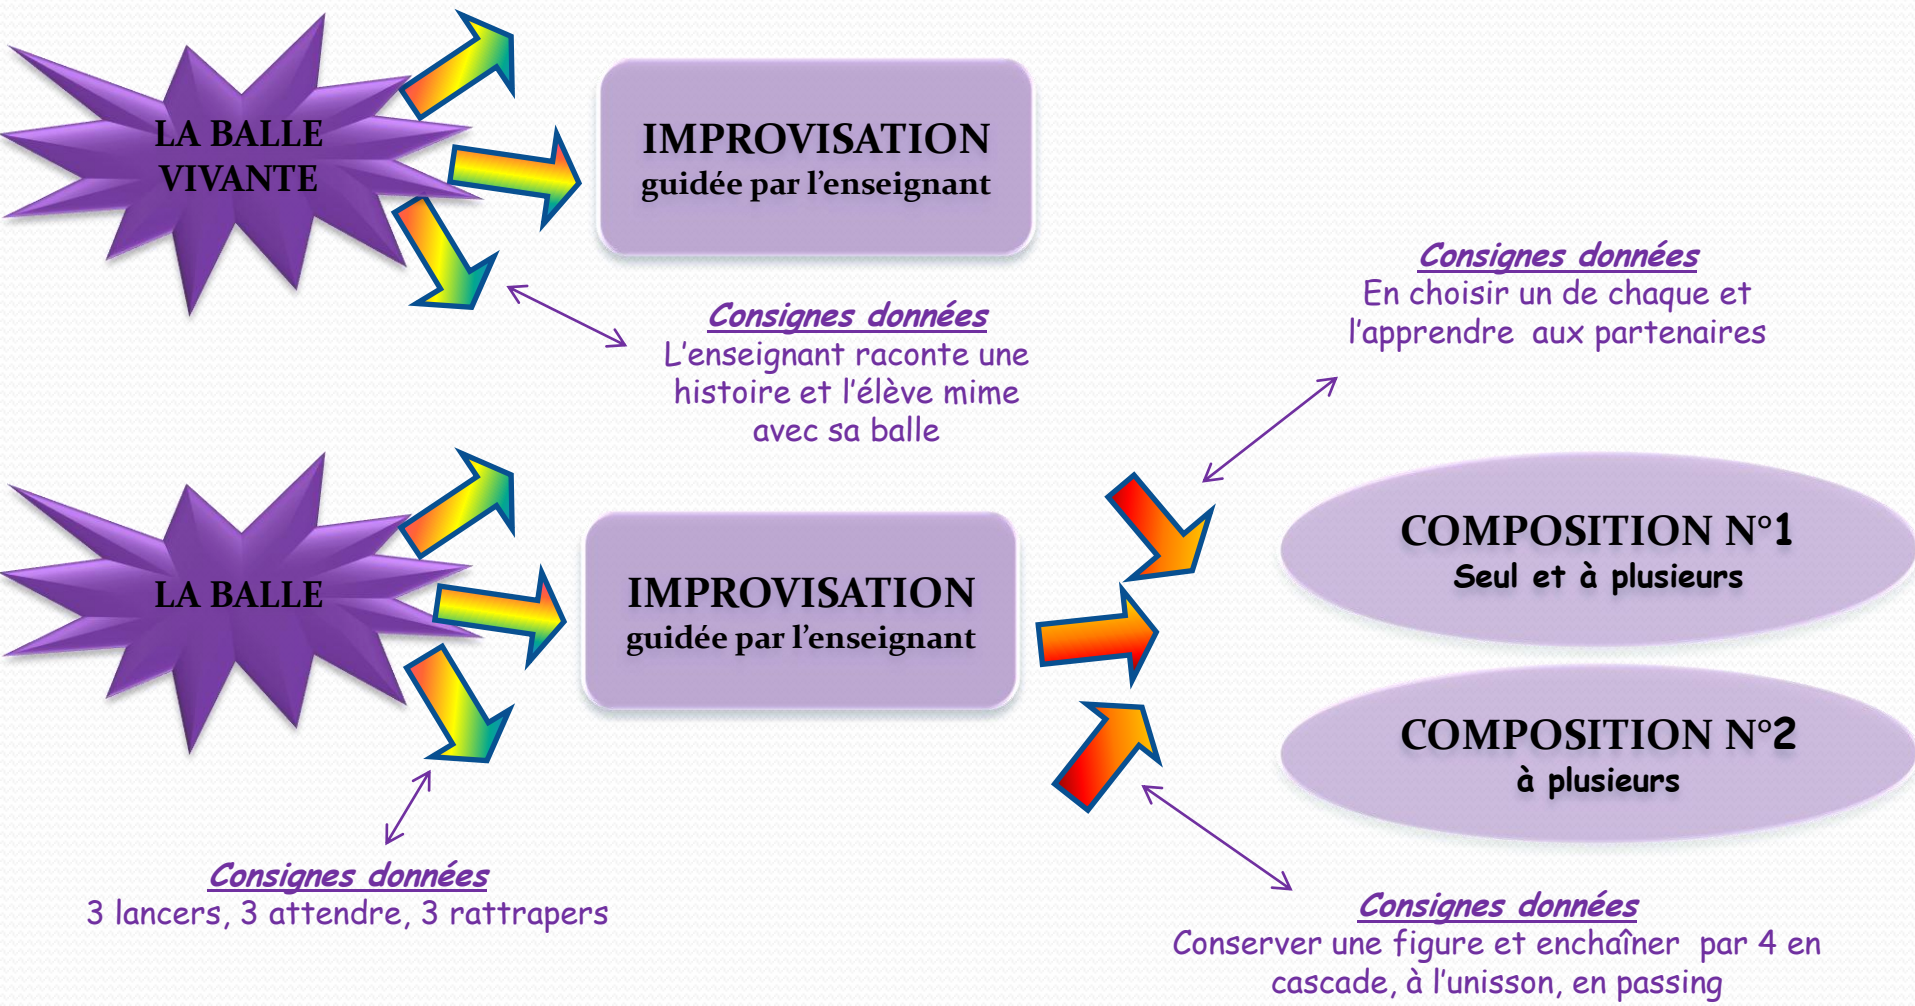 LA BALLE
VIVANTE
IMPROVISATION
guidée par l'enseignant
Consignes données
L'enseignant raconte une
histoire et l'élève mime
avec sa balle
Consignes données
En choisir un de chaque et
l'apprendre aux partenaires
LA BALLE
IMPROVISATION
guidée par l'enseignant
COMPOSITION N°1
Seul et à plusieurs
COMPOSITION N°2
à plusieurs
Consignes données
3 lancers, 3 attendre, 3 rattrapers
Consignes données
Conserver une figure et enchaîner par 4 en
cascade, à l'unisson, en passing